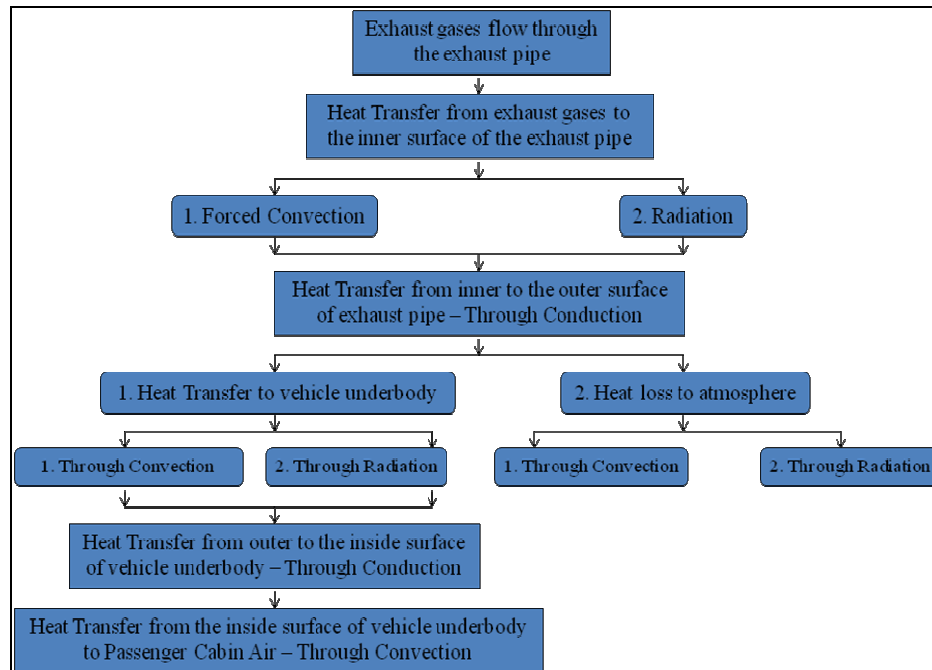 Exhaust gases flow through
the exhaust pipe
Heat Transfer from exhaust gases to
the inner surface of the exhaust pipe
1. Forced Convection
2. Radiation
Heat Transfer from inner to the outer surface
of exhaust pipe – Through Conduction
1. Heat Transfer to vehicle underbody
2. Heat loss to atmosphere
1. Through Convection
2. Through Radiation
1. Through Convection
2. Through Radiation
Heat Transfer from outer to the inside surface
of vehicle underbody – Through Conduction
Heat Transfer from the inside surface of vehicle underbody
to Passenger Cabin Air – Through Convection